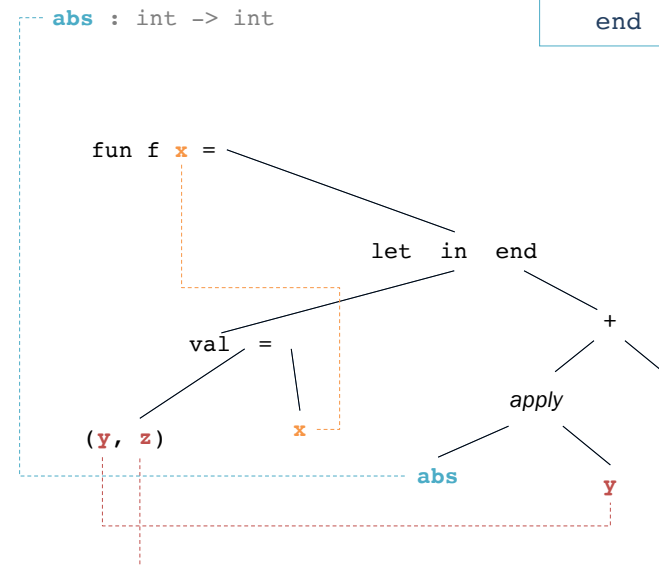 abs : int -> int
end
fun f x =
let in end
+
val =
apply
(y, z)
x
abs
y